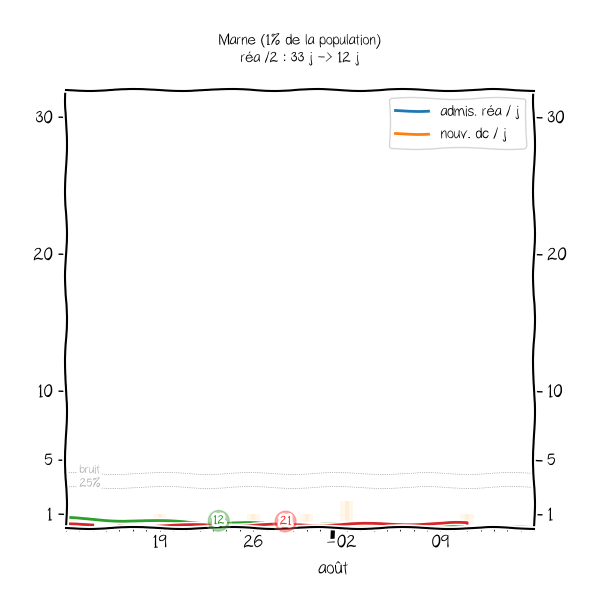 Marne (1% de la population)
réa /2 : 33 j -> 12 j
admis. réa / j
nouv. dc / j
30 30
20 20
10 10
5 5
bruit
25%
1 1
12 21
19 26 02 09
août